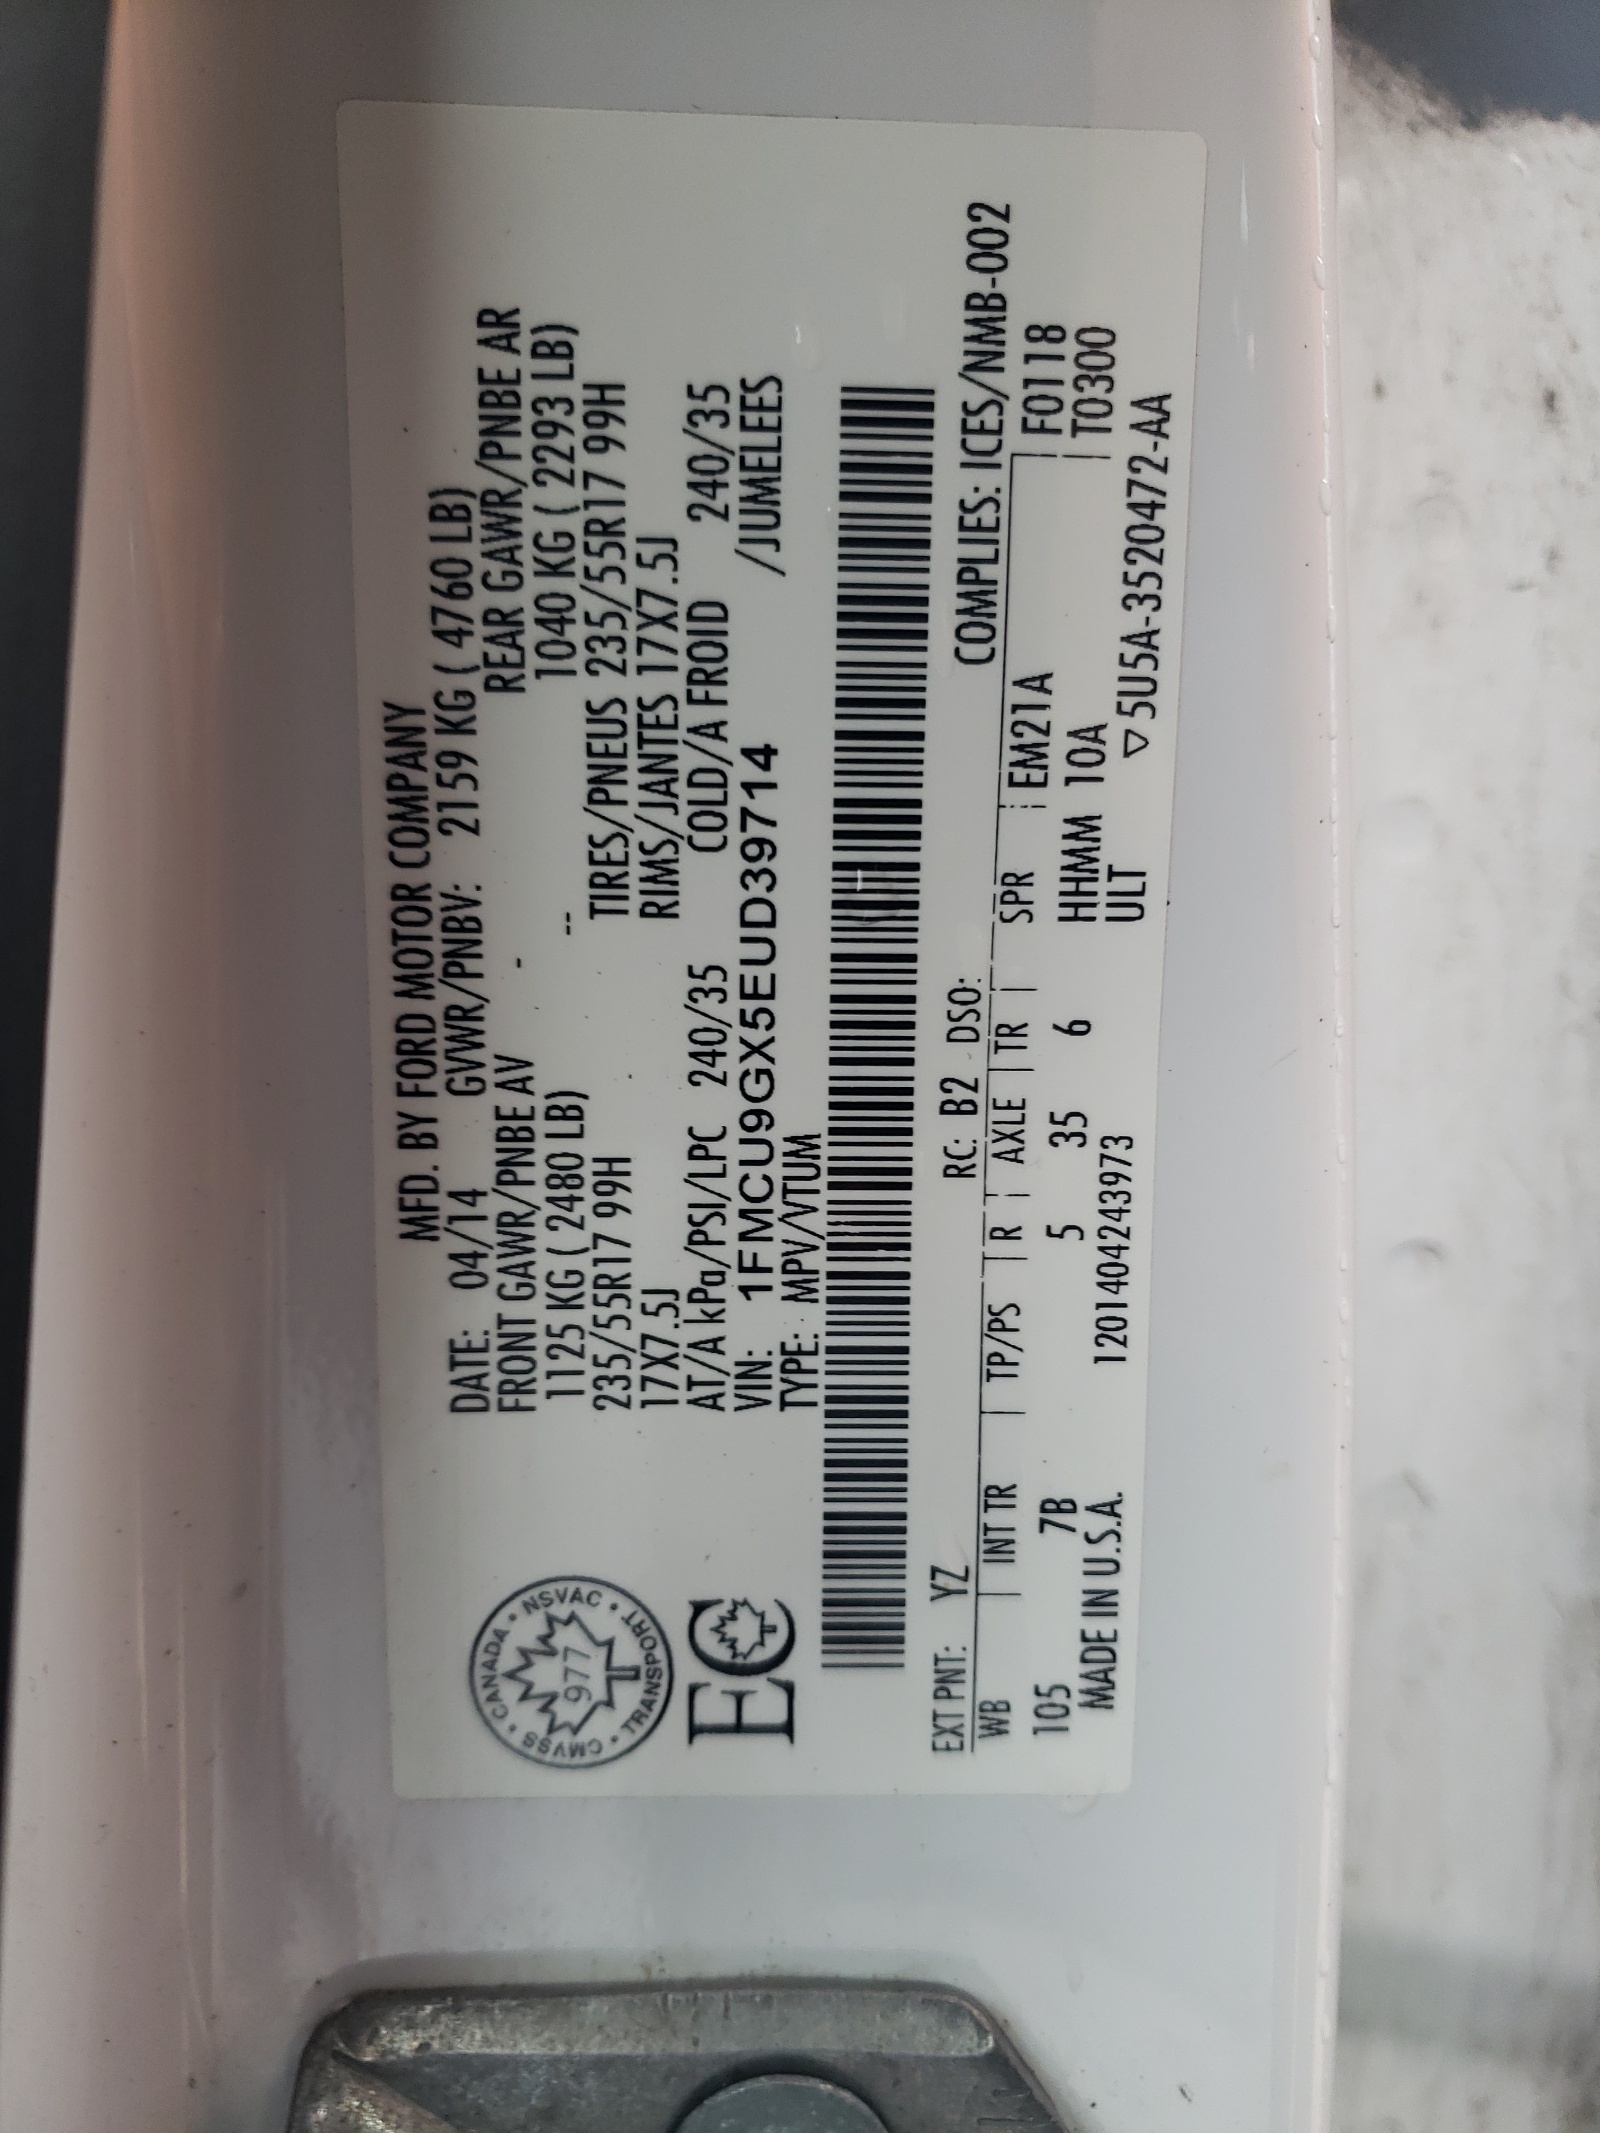 MFD. BY FORD MOTOR COMPANY
DATE: 04/14 GVWR/PNBV: 2159 KG ( 4760 LB)
FRONT GAWR/PNBE AV REAR GAWR/PNBE AR
1125 KG ( 2480 LB) -- 1040 KG ( 2293 LB)
235/55R17 99H TIRES/PNEUS 235/55R17 99H
17X7.5J RIMS/JANTES 17X7.5J
AT/A kPa/PSI/LPC 240/35 COLD/A FROID 240/35
VIN: 1FMCU9GX5EUD39714 /JUMELEES
TYPE: MPV/VTUM
CANADA • NSVAC • TRANSPORT • CMVSS •
977
EC
COMPLIES: ICES/NMB-002
EXT PNT: YZ RC: B2 DSO:
WB | INT TR | TP/PS | R | AXLE | TR | SPR | EM21A F0118
105 7B 5 35 6 HHMM 10A T0300
MADE IN U.S.A. 1201404243973 ULT
▽5U5A-3520472-AA